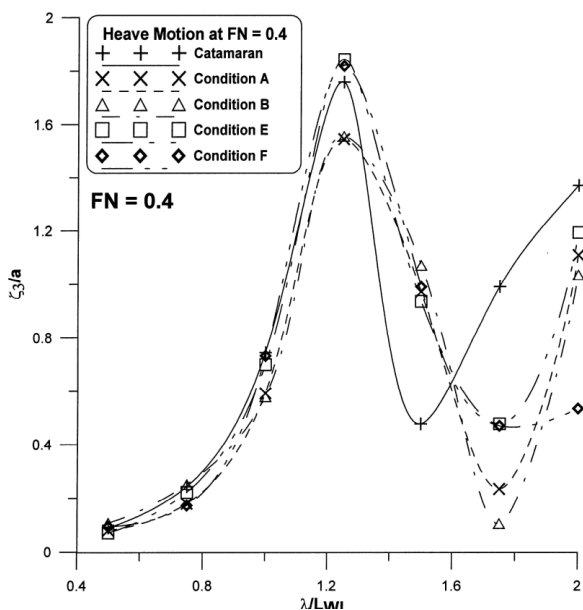 Heave Motion at FN = 0.4
Catamaran
Condition A
Condition B
Condition E
Condition F
FN = 0.4
2
1.6
1.2
0.8
0.4
0
ζ3/a
0.4
0.8
1.2
1.6
2
λ/LWL